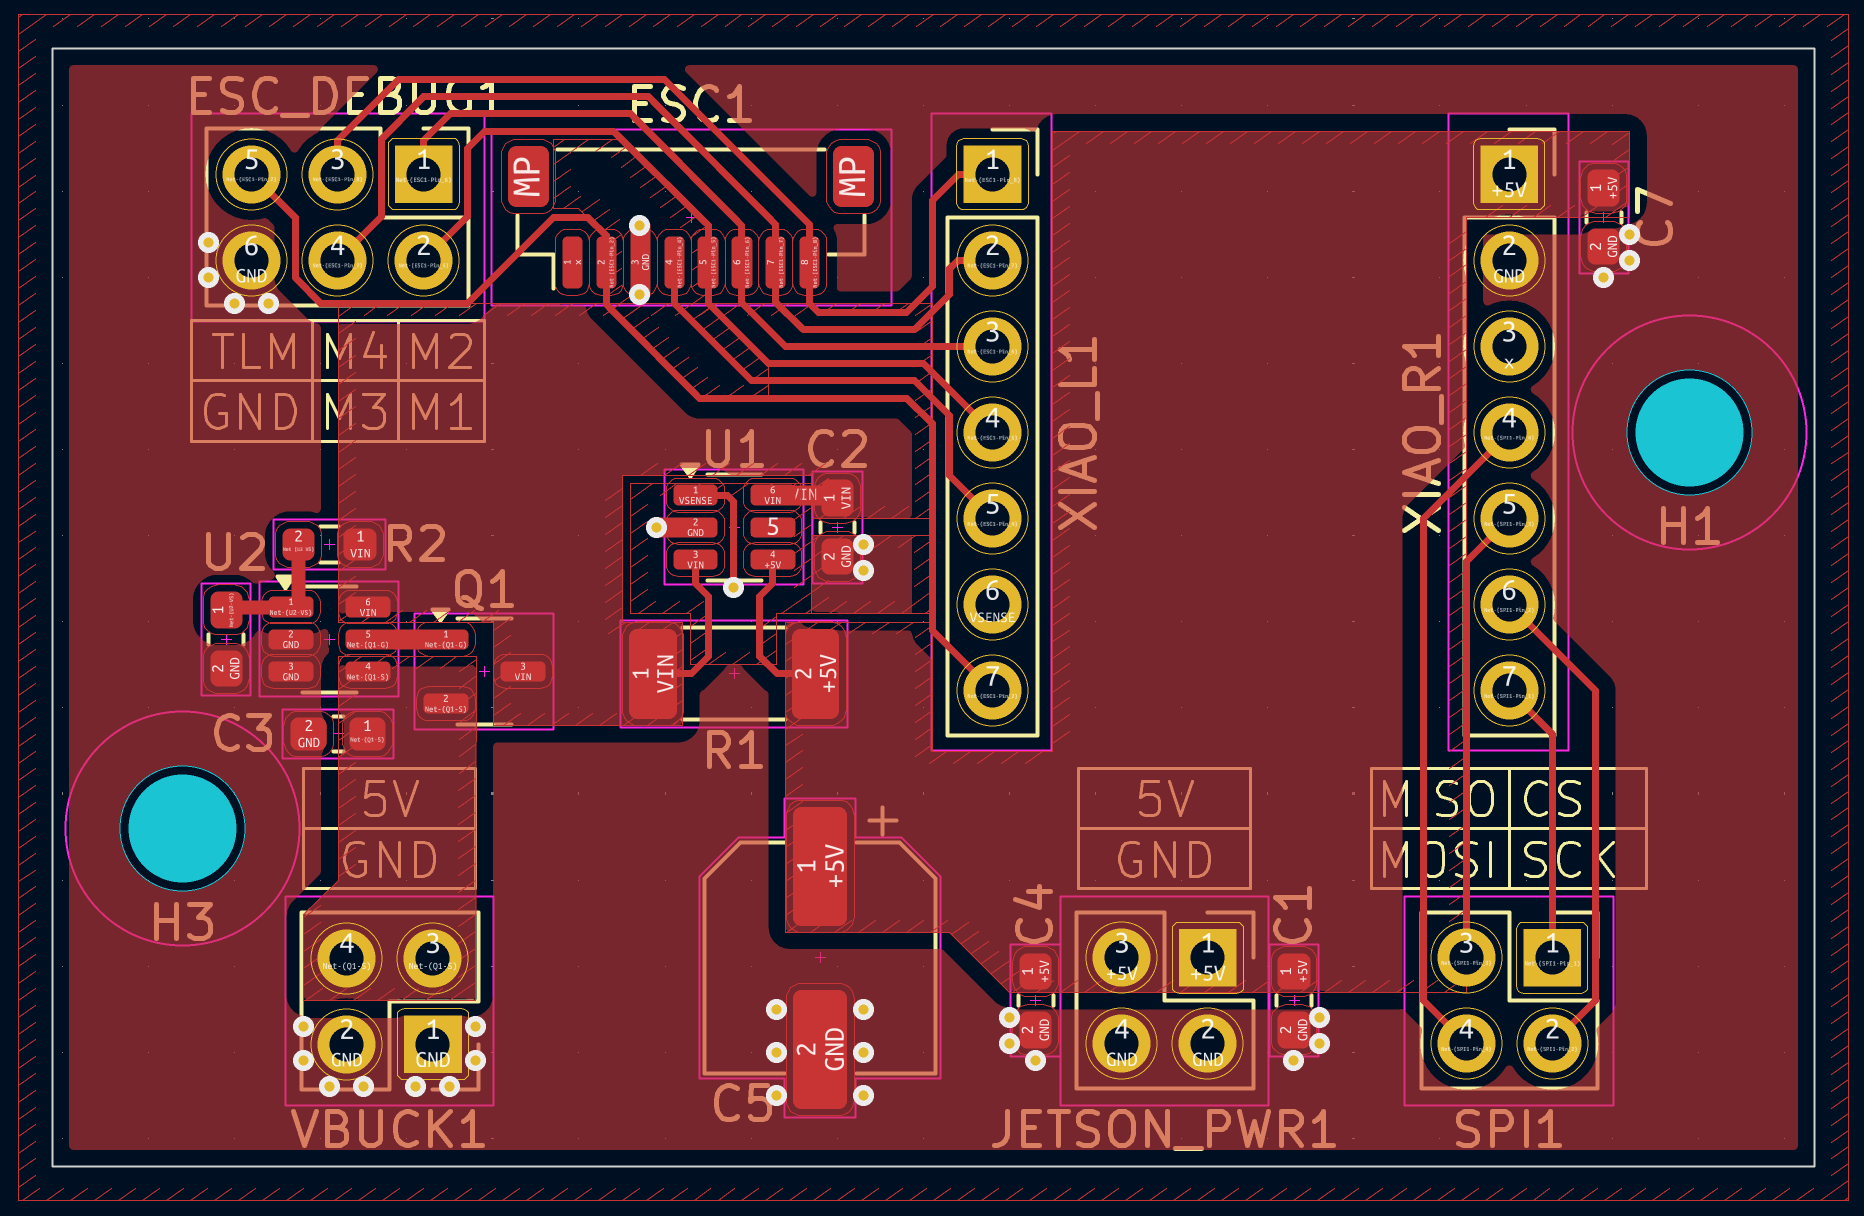 ESC_DEBUG1
ESC1
5
3
1
MP
MP
1
1
+5V
1
+5V
C7
2
GND
6
GND
4
2
1
x
2
3
GND
4
5
6
7
8
2
2
GND
TLM
M4
M2
GND
M3
M1
3
3
x
XIAO_L1
XIAO_R1
4
4
H1
U1
C2
1
VSENSE
6
VIN
VIN
1
VIN
2
GND
5
3
VIN
4
+5V
2
GND
5
5
U2
2
1
VIN
R2
Q1
1
1
Net-(U2-VS)
6
VIN
2
GND
5
Net-(Q1-G)
1
Net-(Q1-G)
3
GND
4
Net-(Q1-S)
3
VIN
2
GND
2
Net-(Q1-S)
6
VSENSE
6
1
VIN
2
+5V
R1
7
7
C3
2
GND
1
Net-(Q1-S)
5V
GND
5V
GND
MISO
CS
MOSI
SCK
H3
1
+5V
+
C4
C1
4
Net-(Q1-S)
3
Net-(Q1-S)
2
GND
1
GND
2
GND
C5
1
+5V
2
GND
3
+5V
1
+5V
4
GND
2
GND
1
+5V
2
GND
3
1
4
2
VBUCK1
JETSON_PWR1
SPI1